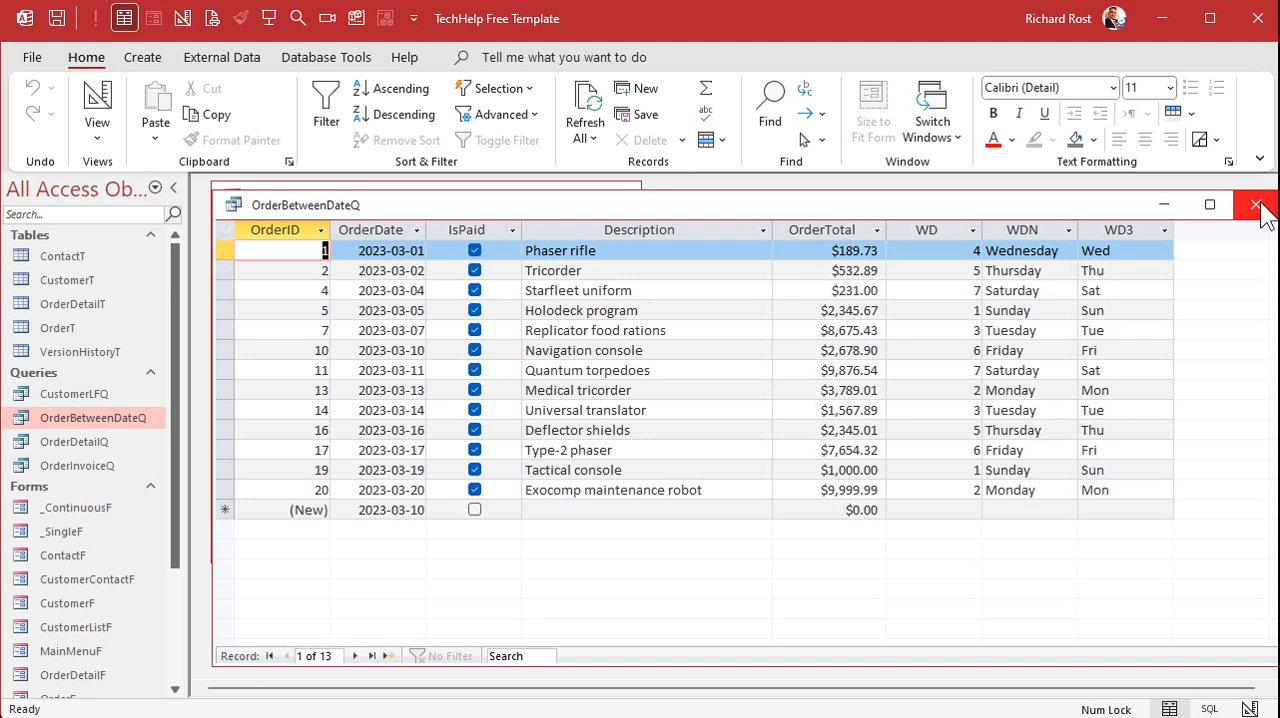 TechHelp Free Template
Richard Rost
File Home Create External Data Database Tools Help Tell me what you want to do
View
Views
Undo
Paste
Cut
Copy
Format Painter
Clipboard
Filter
Ascending
Descending
Remove Sort
Selection
Advanced
Toggle Filter
Sort & Filter
Refresh All
New
Save
Delete
Records
Find
Find
Size to Fit Form
Switch Windows
Window
Calibri (Detail) 11
B I U
A
Text Formatting
All Access Ob...
Search...
Tables
ContactT
CustomerT
OrderDetailT
OrderT
VersionHistoryT
Queries
CustomerLFQ
OrderBetweenDateQ
OrderDetailQ
OrderInvoiceQ
Forms
_ContinuousF
_SingleF
ContactF
CustomerContactF
CustomerF
CustomerListF
MainMenuF
OrderDetailF
OrderF
OrderBetweenDateQ
OrderID OrderDate IsPaid Description OrderTotal WD WDN WD3
1 2023-03-01 Phaser rifle $189.73 4 Wednesday Wed
2 2023-03-02 Tricorder $532.89 5 Thursday Thu
4 2023-03-04 Starfleet uniform $231.00 7 Saturday Sat
5 2023-03-05 Holodeck program $2,345.67 1 Sunday Sun
7 2023-03-07 Replicator food rations $8,675.43 3 Tuesday Tue
10 2023-03-10 Navigation console $2,678.90 6 Friday Fri
11 2023-03-11 Quantum torpedoes $9,876.54 7 Saturday Sat
13 2023-03-13 Medical tricorder $3,789.01 2 Monday Mon
14 2023-03-14 Universal translator $1,567.89 3 Tuesday Tue
16 2023-03-16 Deflector shields $2,345.01 5 Thursday Thu
17 2023-03-17 Type-2 phaser $7,654.32 6 Friday Fri
19 2023-03-19 Tactical console $1,000.00 1 Sunday Sun
20 2023-03-20 Exocomp maintenance robot $9,999.99 2 Monday Mon
* (New) 2023-03-10 $0.00
Record: 1 of 13 No Filter Search
Ready
Num Lock
SQL